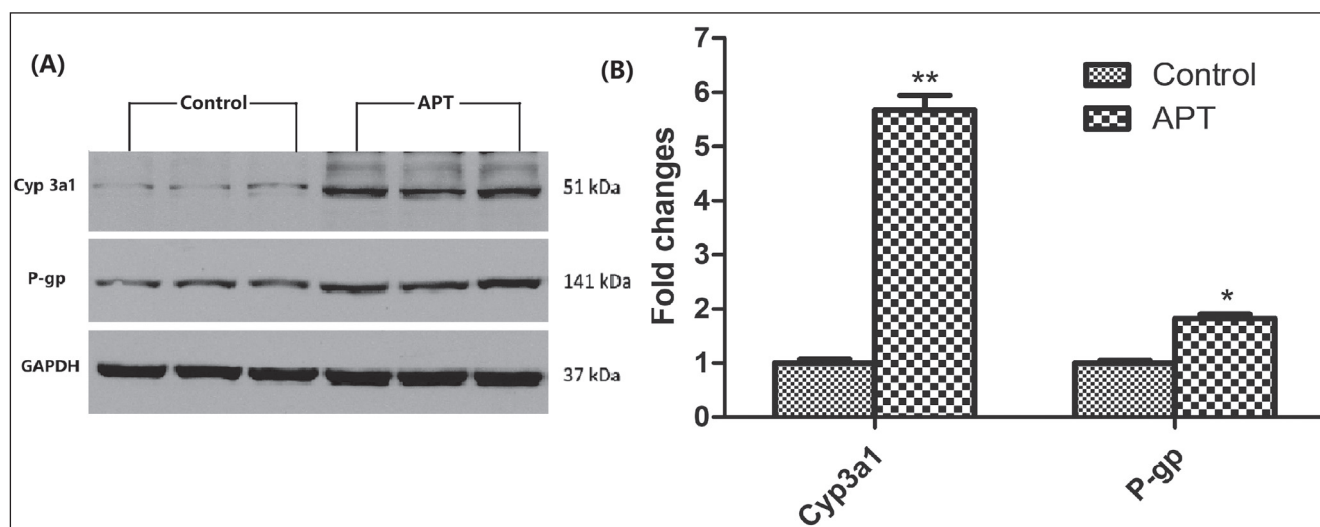 (A)
Control APT
Cyp 3a1 51 kDa
P-gp 141 kDa
GAPDH 37 kDa
(B)
Fold changes
7
6
5
4
3
2
1
0
**
*
Control
APT
Cyp3a1
P-gp